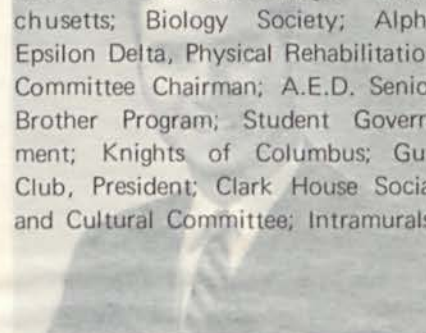 chusetts; Biology Society; Alph
Epsilon Delta, Physical Rehabilitatio
Committee Chairman; A.E.D. Senio
Brother Program; Student Govern
ment; Knights of Columbus; Gu
Club, President; Clark House Socia
and Cultural Committee; Intramurals